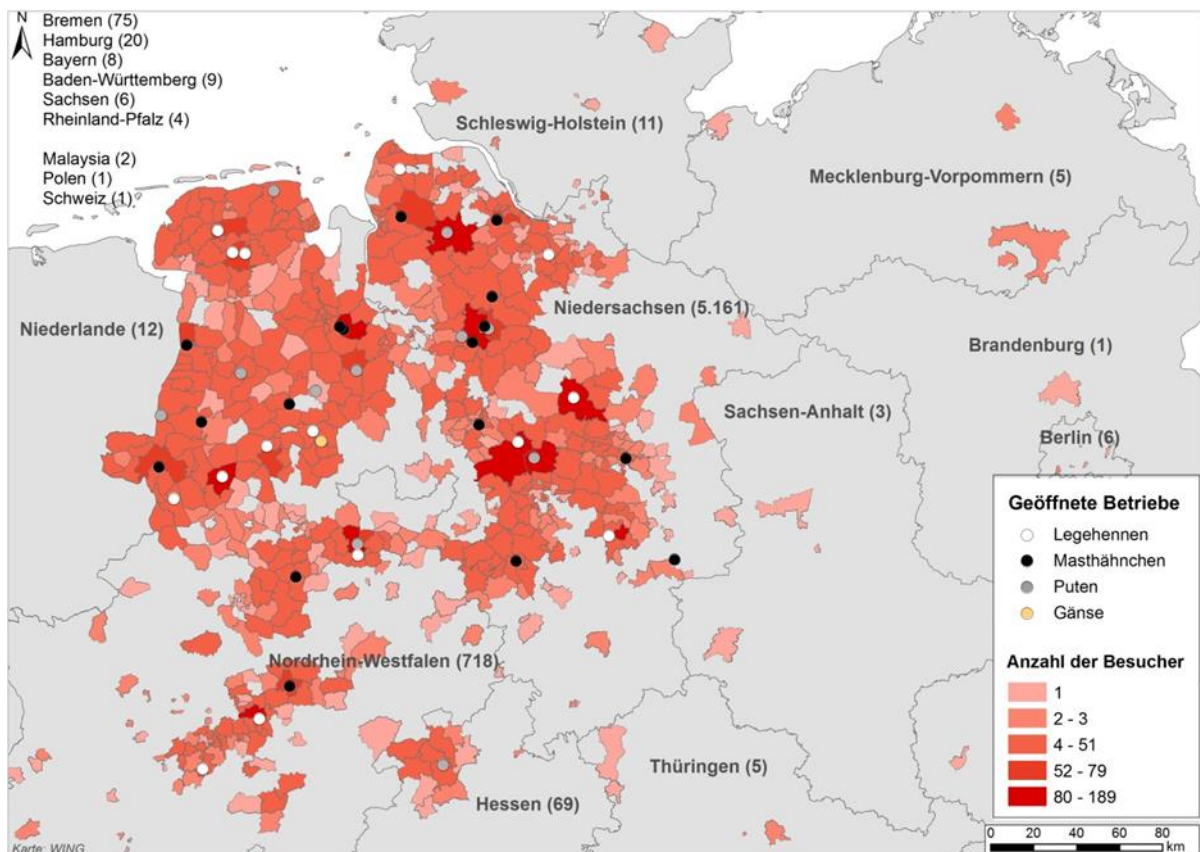 N
Bremen (75)
Hamburg (20)
Bayern (8)
Baden-Württemberg (9)
Sachsen (6)
Rheinland-Pfalz (4)
Malaysia (2)
Polen (1)
Schweiz (1)
Schleswig-Holstein (11)
Mecklenburg-Vorpommern (5)
Niedersachsen (5.161)
Niederlande (12)
Brandenburg (1)
Sachsen-Anhalt (3)
Berlin (6)
Nordrhein-Westfalen (718)
Thüringen (5)
Hessen (69)
Geöffnete Betriebe
Legehennen
Masthähnchen
Puten
Gänse
Anzahl der Besucher
1
2 - 3
4 - 51
52 - 79
80 - 189
0 20 40 60 80
km
Karte: WING